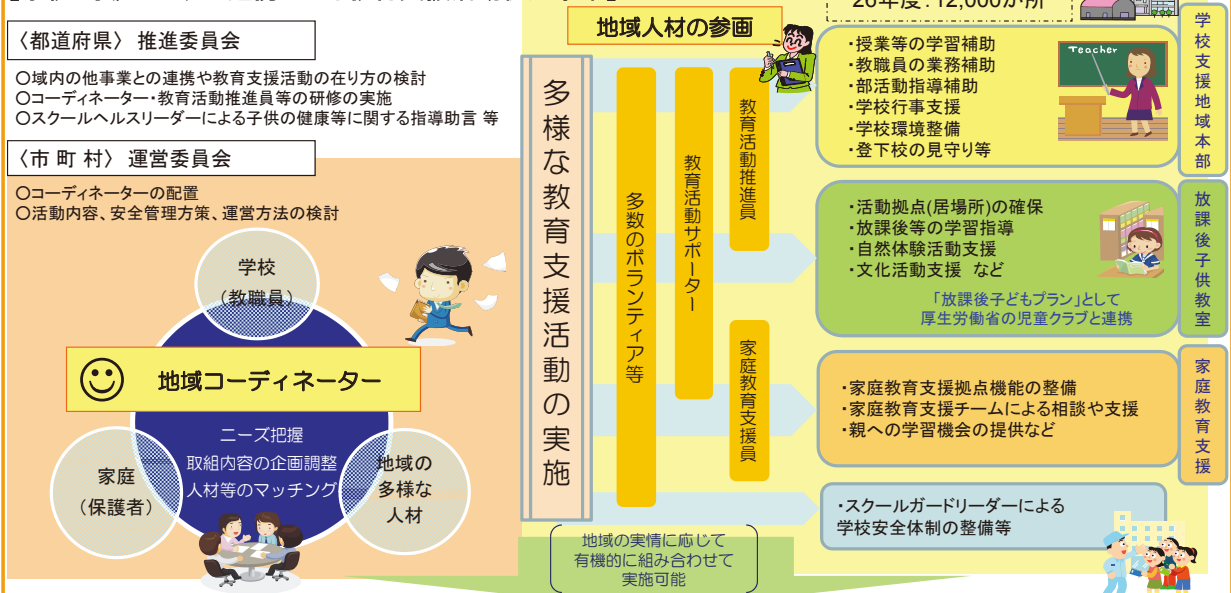 26年度：12,000か所
〈都道府県〉 推進委員会
○域内の他事業との連携や教育支援活動の在り方の検討
○コーディネーター・教育活動推進員等の研修の実施
○スクールヘルスリーダーによる子供の健康等に関する指導助言 等
〈市 町 村〉 運営委員会
○コーディネーターの配置
○活動内容、安全管理方策、運営方法の検討
学校
（教職員）
地域コーディネーター
ニーズ把握
取組内容の企画調整
人材等のマッチング
家庭
（保護者）
地域の
多様な
人材
多様な教育支援活動の実施
地域人材の参画
多数のボランティア等
教育活動サポーター
教育活動推進員
家庭教育支援員
・授業等の学習補助
・教職員の業務補助
・部活動指導補助
・学校行事支援
・学校環境整備
・登下校の見守り等
Teacher
学校支援地域本部
・活動拠点(居場所)の確保
・放課後等の学習指導
・自然体験活動支援
・文化活動支援 など
「放課後子どもプラン」として
厚生労働省の児童クラブと連携
放課後子供教室
・家庭教育支援拠点機能の整備
・家庭教育支援チームによる相談や支援
・親への学習機会の提供など
家庭教育支援
・スクールガードリーダーによる
学校安全体制の整備等
地域の実情に応じて
有機的に組み合わせて
実施可能